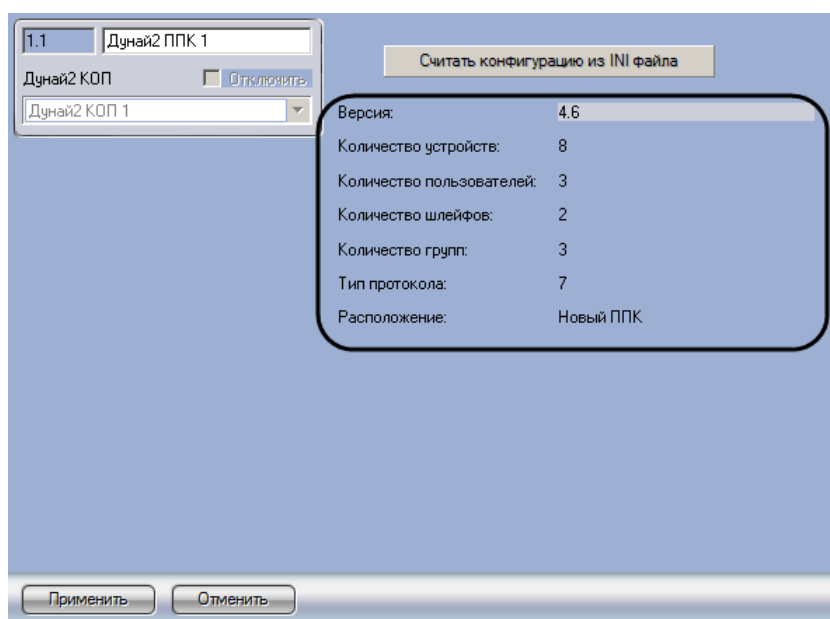 1.1 Дунай2 ППК 1
Дунай2 КОП Отключить
Дунай2 КОП 1
Считать конфигурацию из INI файла
Версия: 4.6
Количество устройств: 8
Количество пользователей: 3
Количество шлейфов: 2
Количество групп: 3
Тип протокола: 7
Расположение: Новый ППК
Применить Отменить